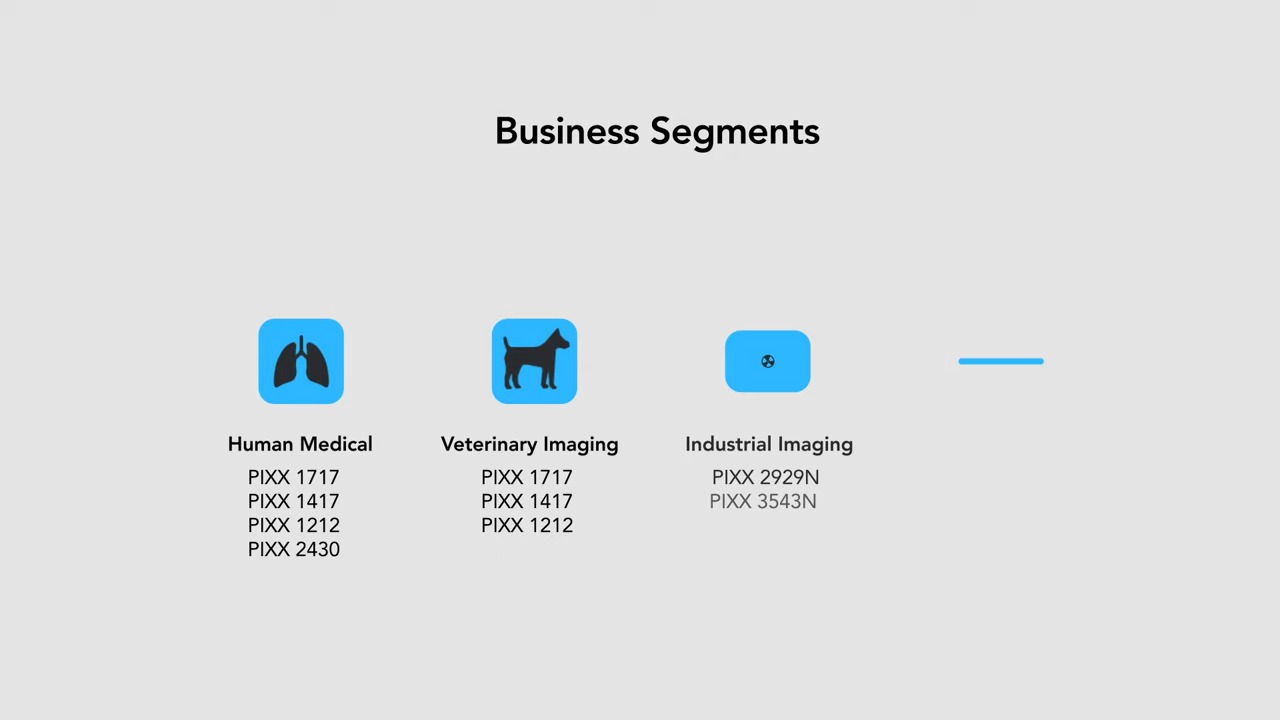 Business Segments
Human Medical
PIXX 1717
PIXX 1417
PIXX 1212
PIXX 2430
Veterinary Imaging
PIXX 1717
PIXX 1417
PIXX 1212
Industrial Imaging
PIXX 2929N
PIXX 3543N